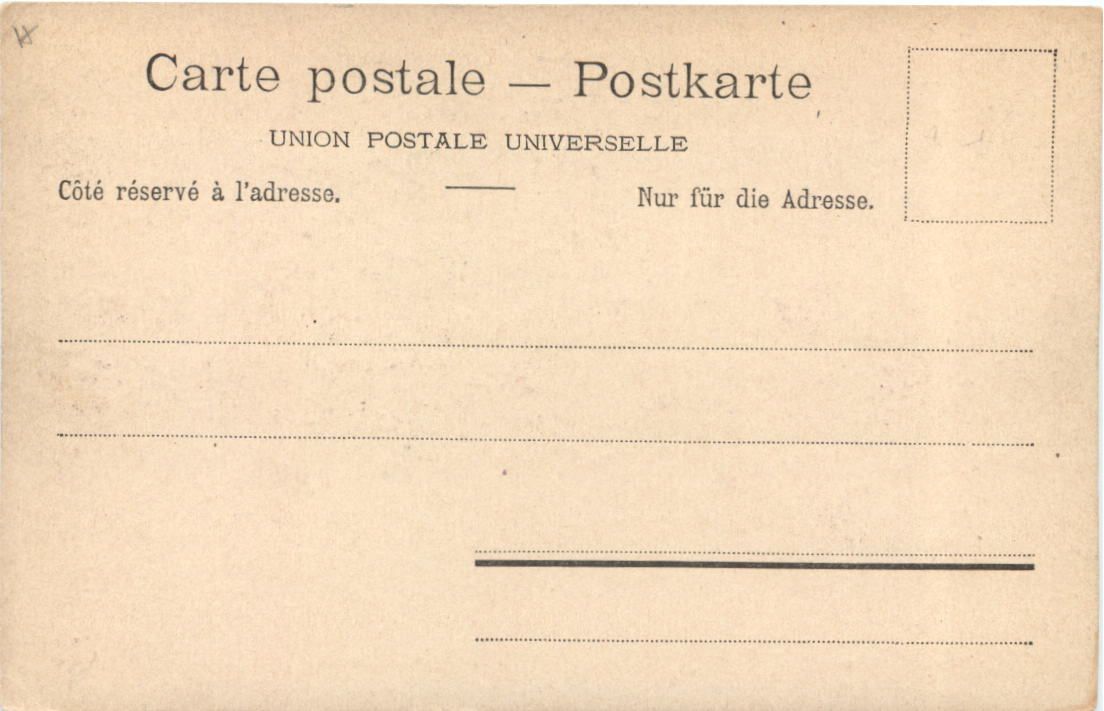 Carte postale — Postkarte
UNION POSTALE UNIVERSELLE
Côté réservé à l'adresse.
Nur für die Adresse.